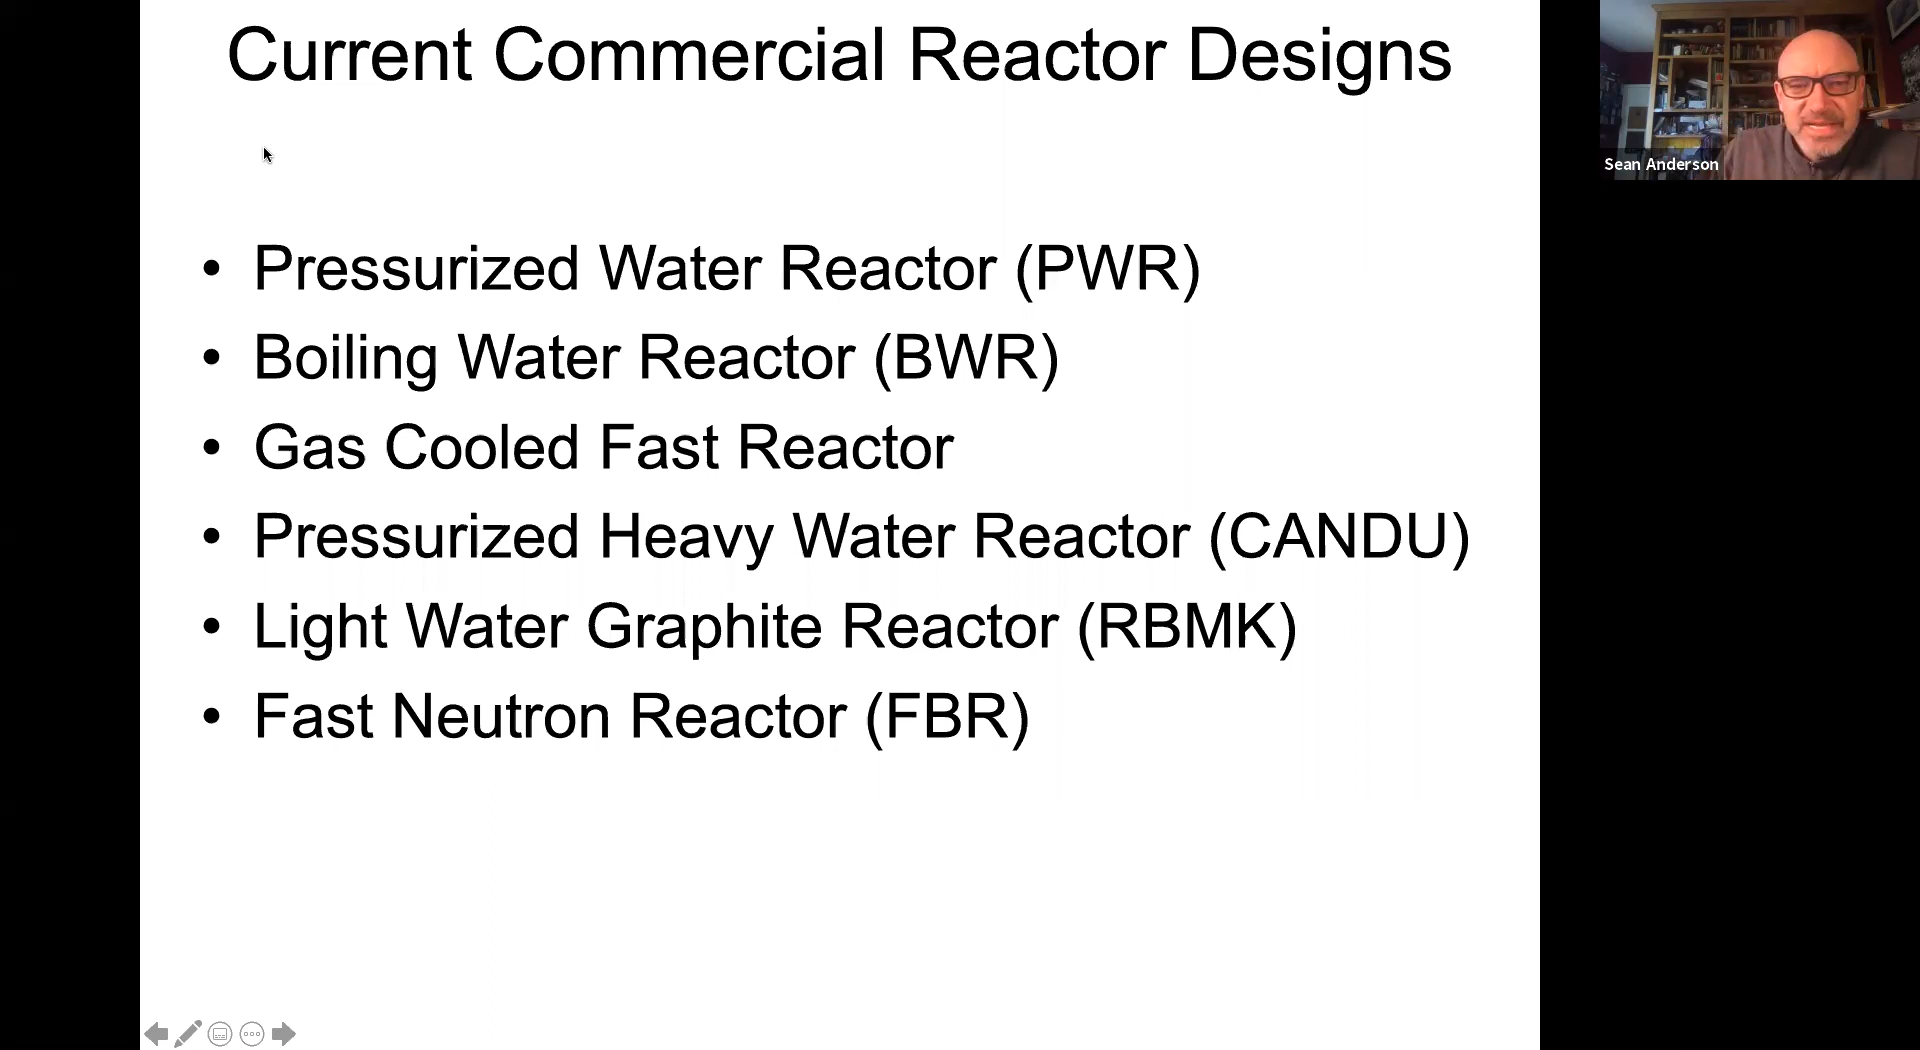 Current Commercial Reactor Designs
Sean Anderson
• Pressurized Water Reactor (PWR)
• Boiling Water Reactor (BWR)
• Gas Cooled Fast Reactor
• Pressurized Heavy Water Reactor (CANDU)
• Light Water Graphite Reactor (RBMK)
• Fast Neutron Reactor (FBR)